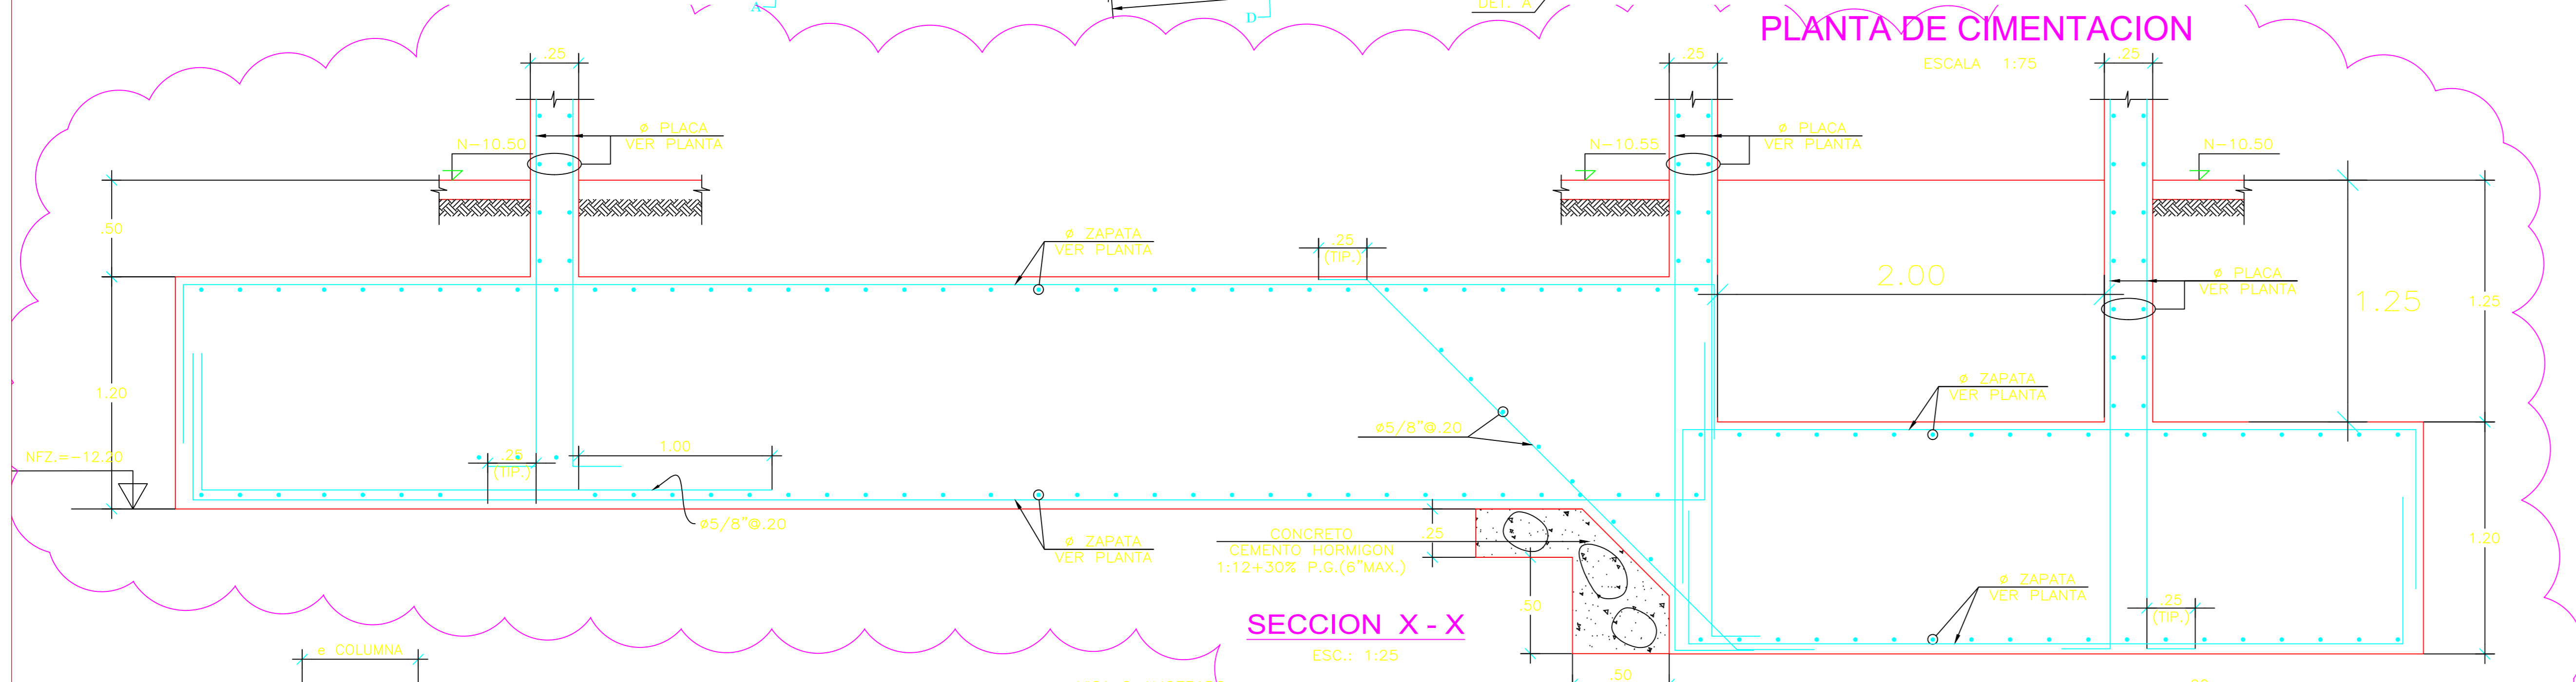 A
D
DET. A
PLANTA DE CIMENTACION
ESCALA 1:75
.25
.25
.25
ø PLACA
VER PLANTA
N-10.50
ø PLACA
VER PLANTA
N-10.55
N-10.50
.50
ø ZAPATA
VER PLANTA
.25
(TIP.)
2.00
ø PLACA
VER PLANTA
1.25
1.25
1.20
ø ZAPATA
VER PLANTA
ø5/8"@.20
1.00
NFZ.=-12.20
.25
(TIP.)
ø5/8"@.20
ø ZAPATA
VER PLANTA
CONCRETO
CEMENTO HORMIGON
1:12+30% P.G.(6"MAX.)
.25
1.20
ø ZAPATA
VER PLANTA
.50
.25
(TIP.)
SECCION X - X
ESC.: 1:25
e COLUMNA
.50